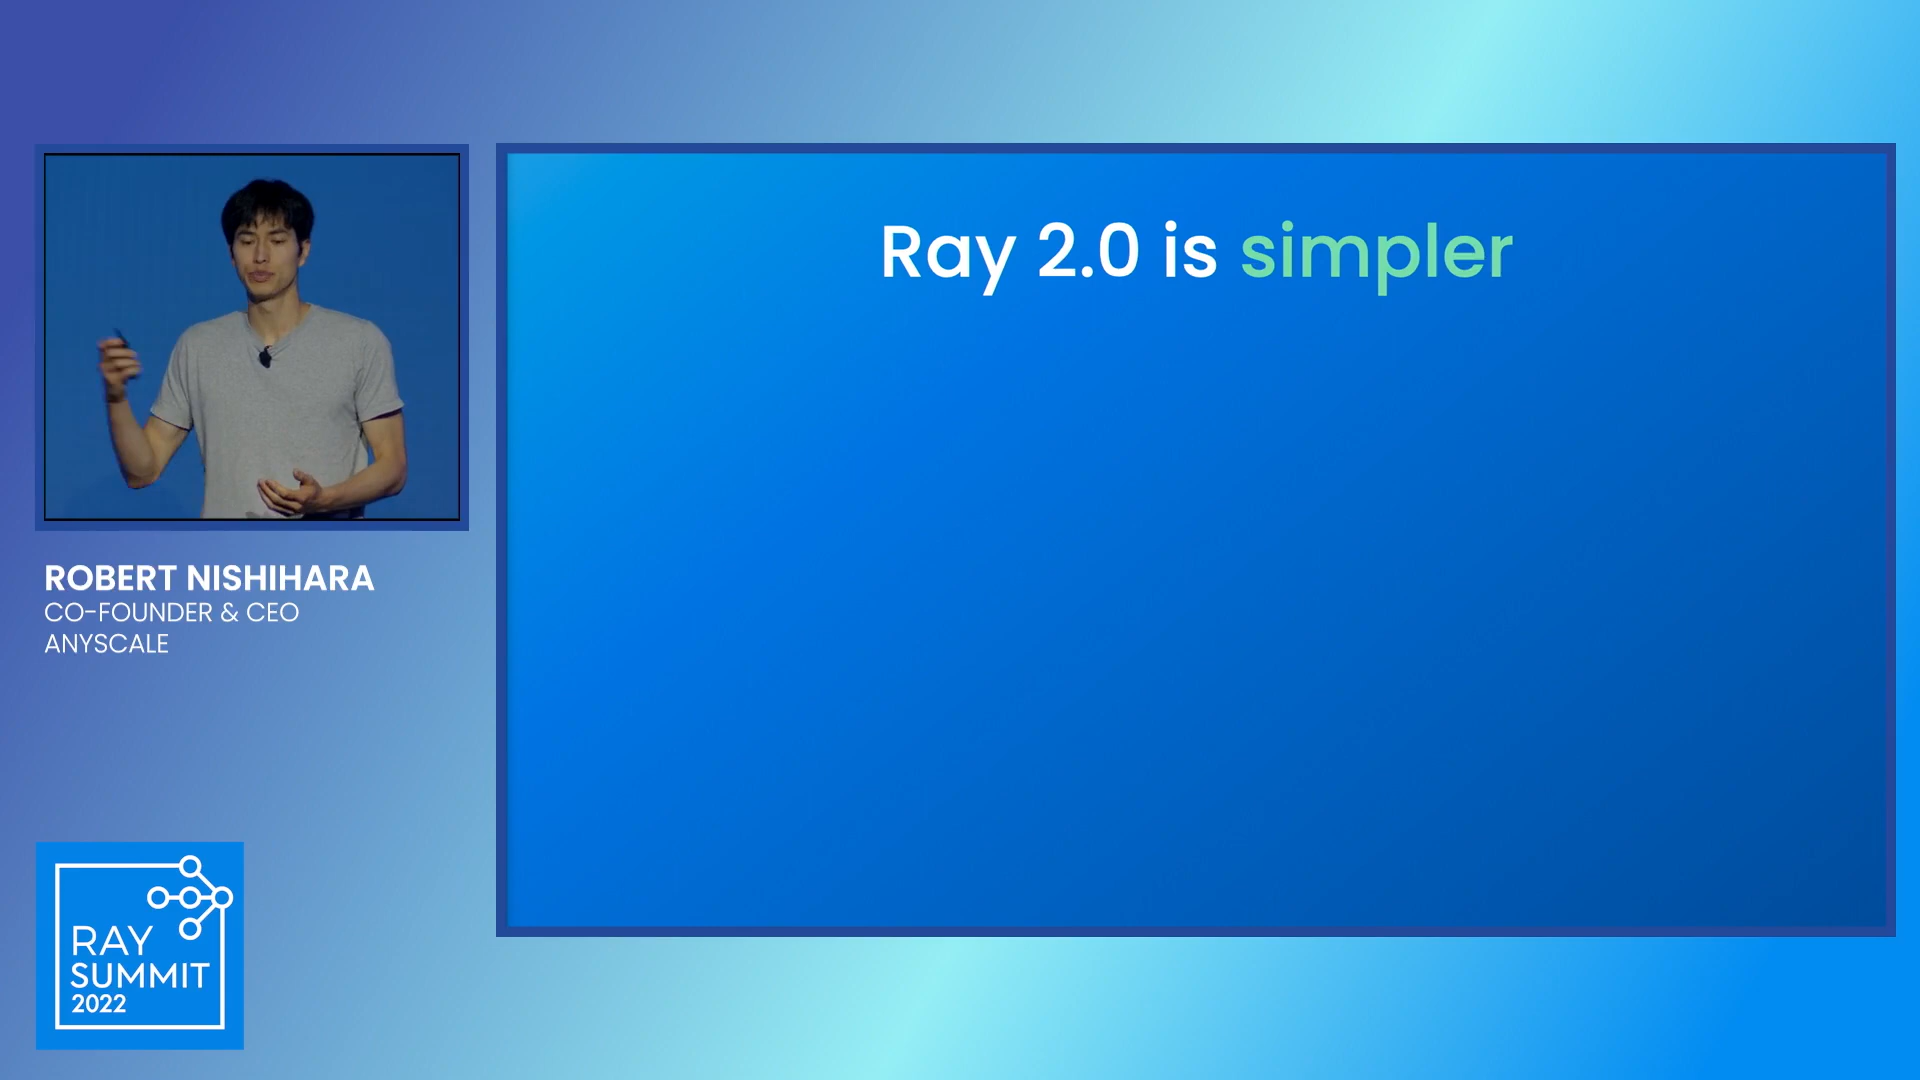 Ray 2.0 is simpler
ROBERT NISHIHARA
CO-FOUNDER & CEO
ANYSCALE
RAY
SUMMIT
2022